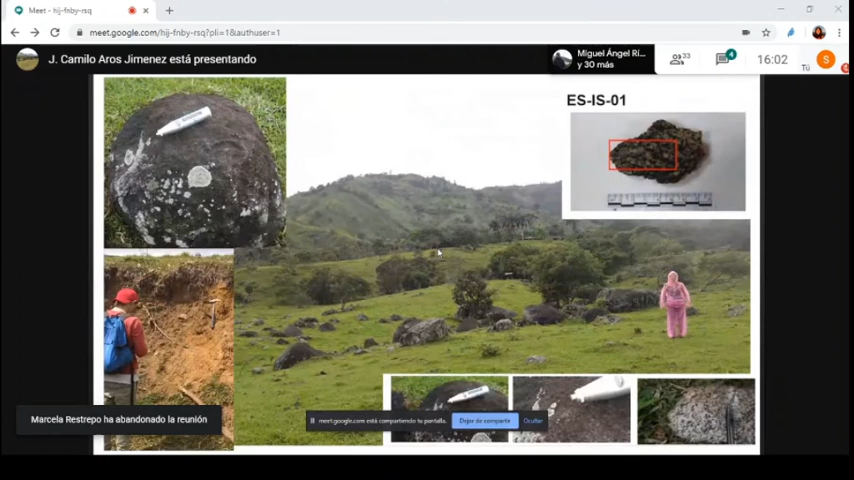 Meet - hij-fnby-rsq
meet.google.com/hij-fnby-rsq?pli=1&authuser=1
J. Camilo Aros Jimenez está presentando
Miguel Ángel Rí...
y 30 más
33
4
16:02
Tú
S
ES-IS-01
Marcela Restrepo ha abandonado la reunión
meet.google.com está compartiendo tu pantalla.
Dejar de compartir
Ocultar